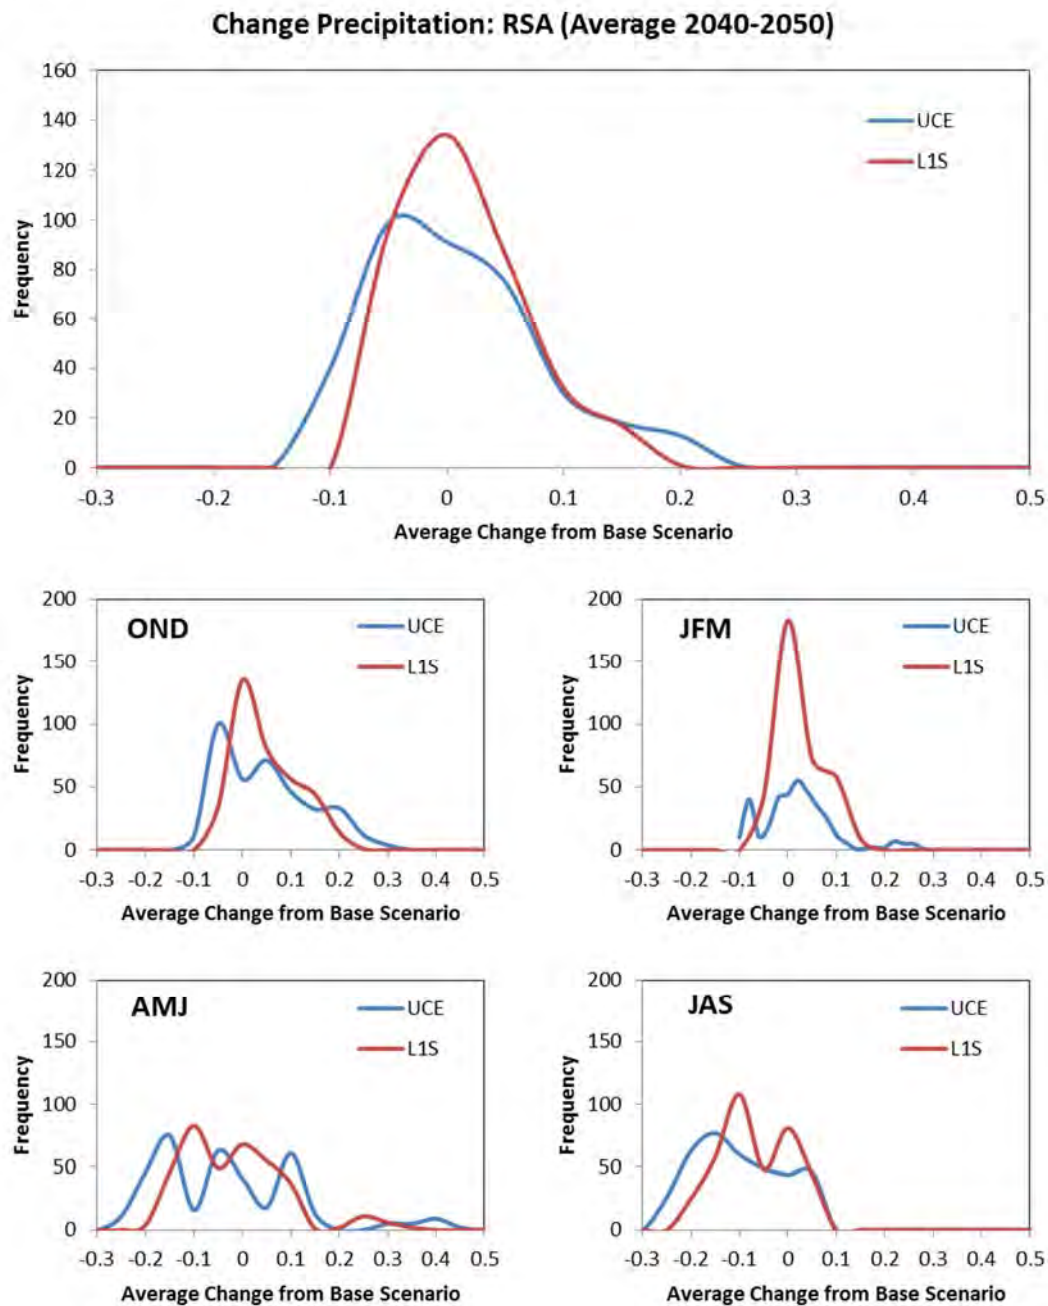 Change Precipitation: RSA (Average 2040-2050)
160
140
120
100
80
60
40
20
0
Frequency
UCE
L1S
-0.3 -0.2 -0.1 0 0.1 0.2 0.3 0.4 0.5
Average Change from Base Scenario
200
150
100
50
0
Frequency
OND
UCE
L1S
-0.3 -0.2 -0.1 0 0.1 0.2 0.3 0.4 0.5
Average Change from Base Scenario
200
150
100
50
0
Frequency
JFM
UCE
L1S
-0.3 -0.2 -0.1 0 0.1 0.2 0.3 0.4 0.5
Average Change from Base Scenario
200
150
100
50
0
Frequency
AMJ
UCE
L1S
-0.3 -0.2 -0.1 0 0.1 0.2 0.3 0.4 0.5
Average Change from Base Scenario
200
150
100
50
0
Frequency
JAS
UCE
L1S
-0.3 -0.2 -0.1 0 0.1 0.2 0.3 0.4 0.5
Average Change from Base Scenario